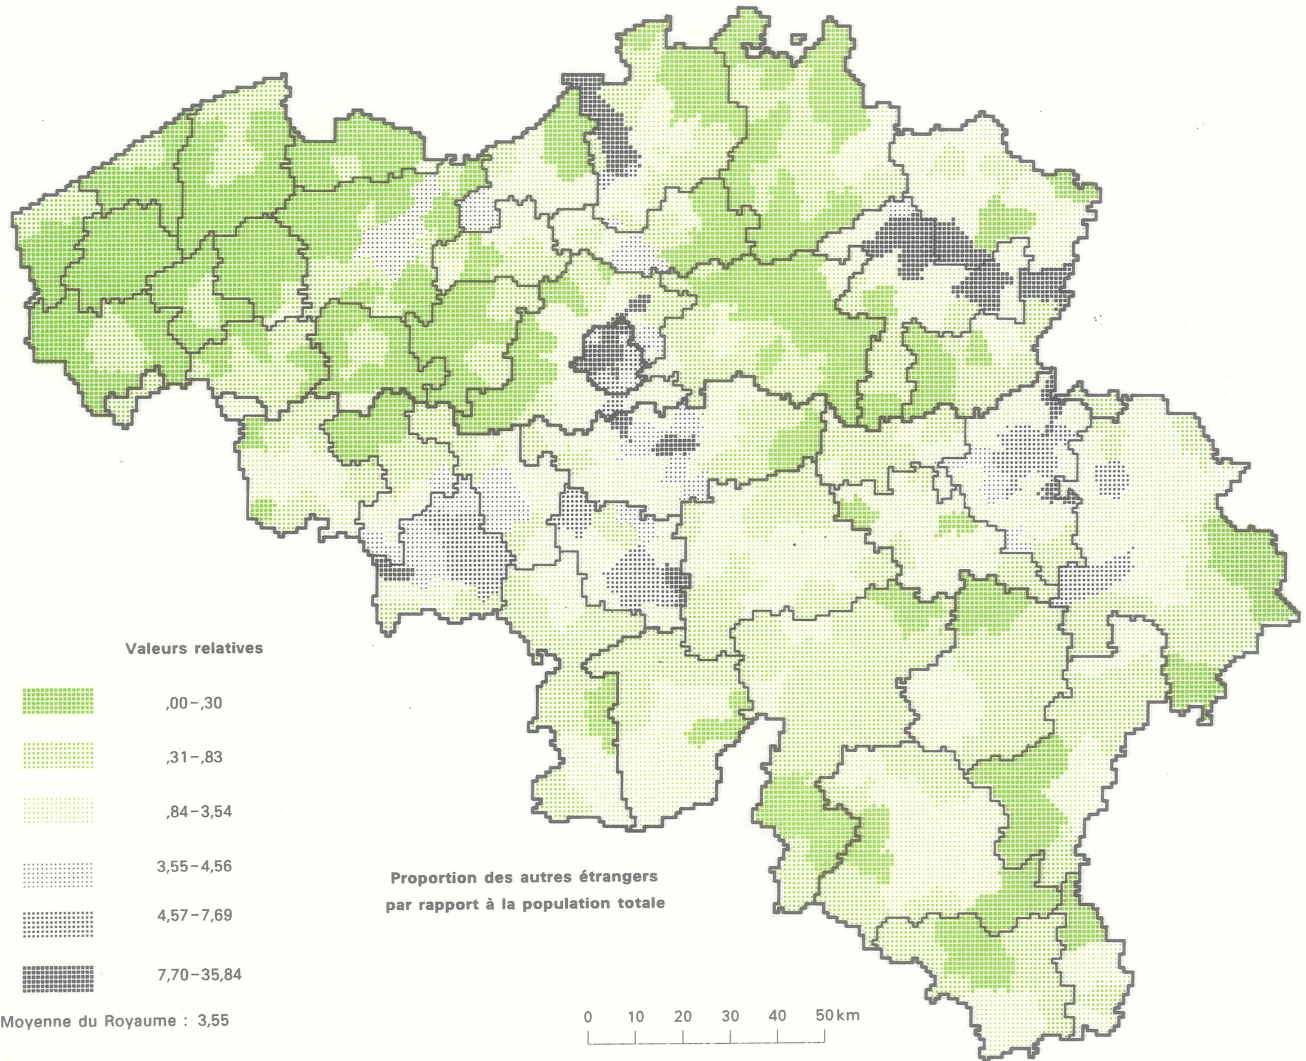 Valeurs relatives
,00–,30
,31–,83
,84–3,54
3,55–4,56
4,57–7,69
7,70–35,84
Moyenne du Royaume : 3,55
Proportion des autres étrangers
par rapport à la population totale
0 10 20 30 40 50 km